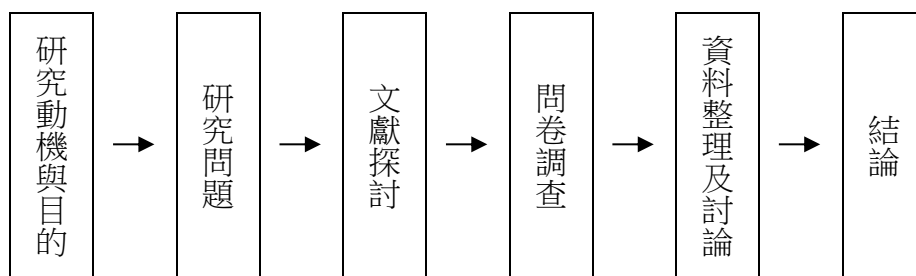 研究動機與目的
研究問題
文獻探討
問卷調查
資料整理及討論
結論